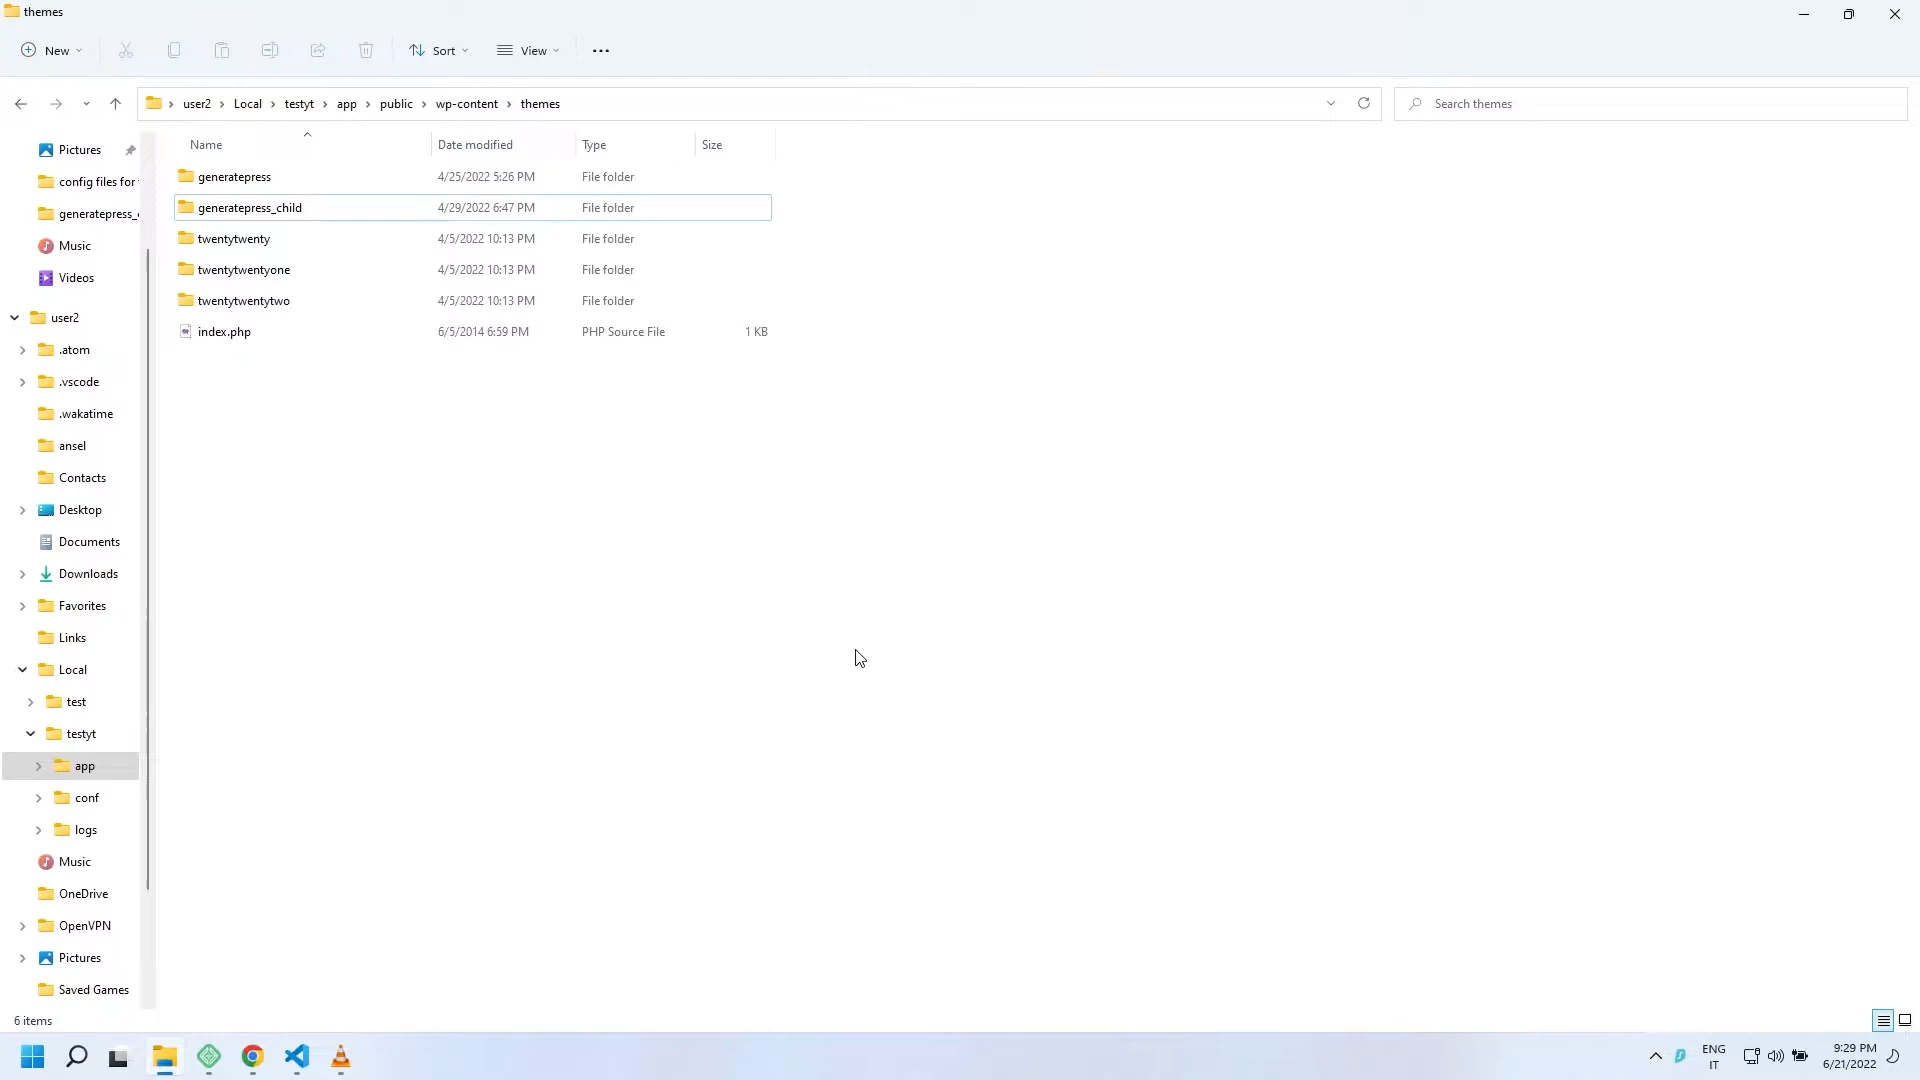 themes
New
Sort
View
user2 › Local › testyt › app › public › wp-content › themes
Search themes
Name
Date modified
Type
Size
generatepress 4/25/2022 5:26 PM File folder
generatepress_child 4/29/2022 6:47 PM File folder
twentytwenty 4/5/2022 10:13 PM File folder
twentytwentyone 4/5/2022 10:13 PM File folder
twentytwentytwo 4/5/2022 10:13 PM File folder
index.php 6/5/2014 6:59 PM PHP Source File 1 KB
Pictures
config files for
generatepress_
Music
Videos
user2
.atom
.vscode
.wakatime
ansel
Contacts
Desktop
Documents
Downloads
Favorites
Links
Local
test
testyt
app
conf
logs
Music
OneDrive
OpenVPN
Pictures
Saved Games
6 items
ENG
IT
9:29 PM
6/21/2022